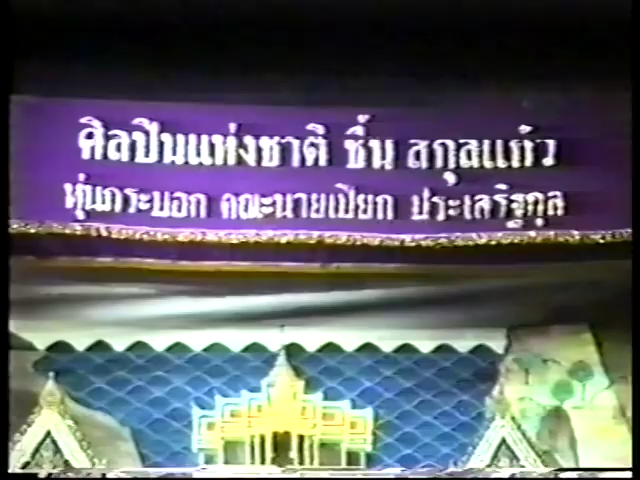 ศิลปินแห่งชาติ ชื้น สกุลแก้ว
หุ่นกระบอก คณะนายเปียก ประเสริฐกุล